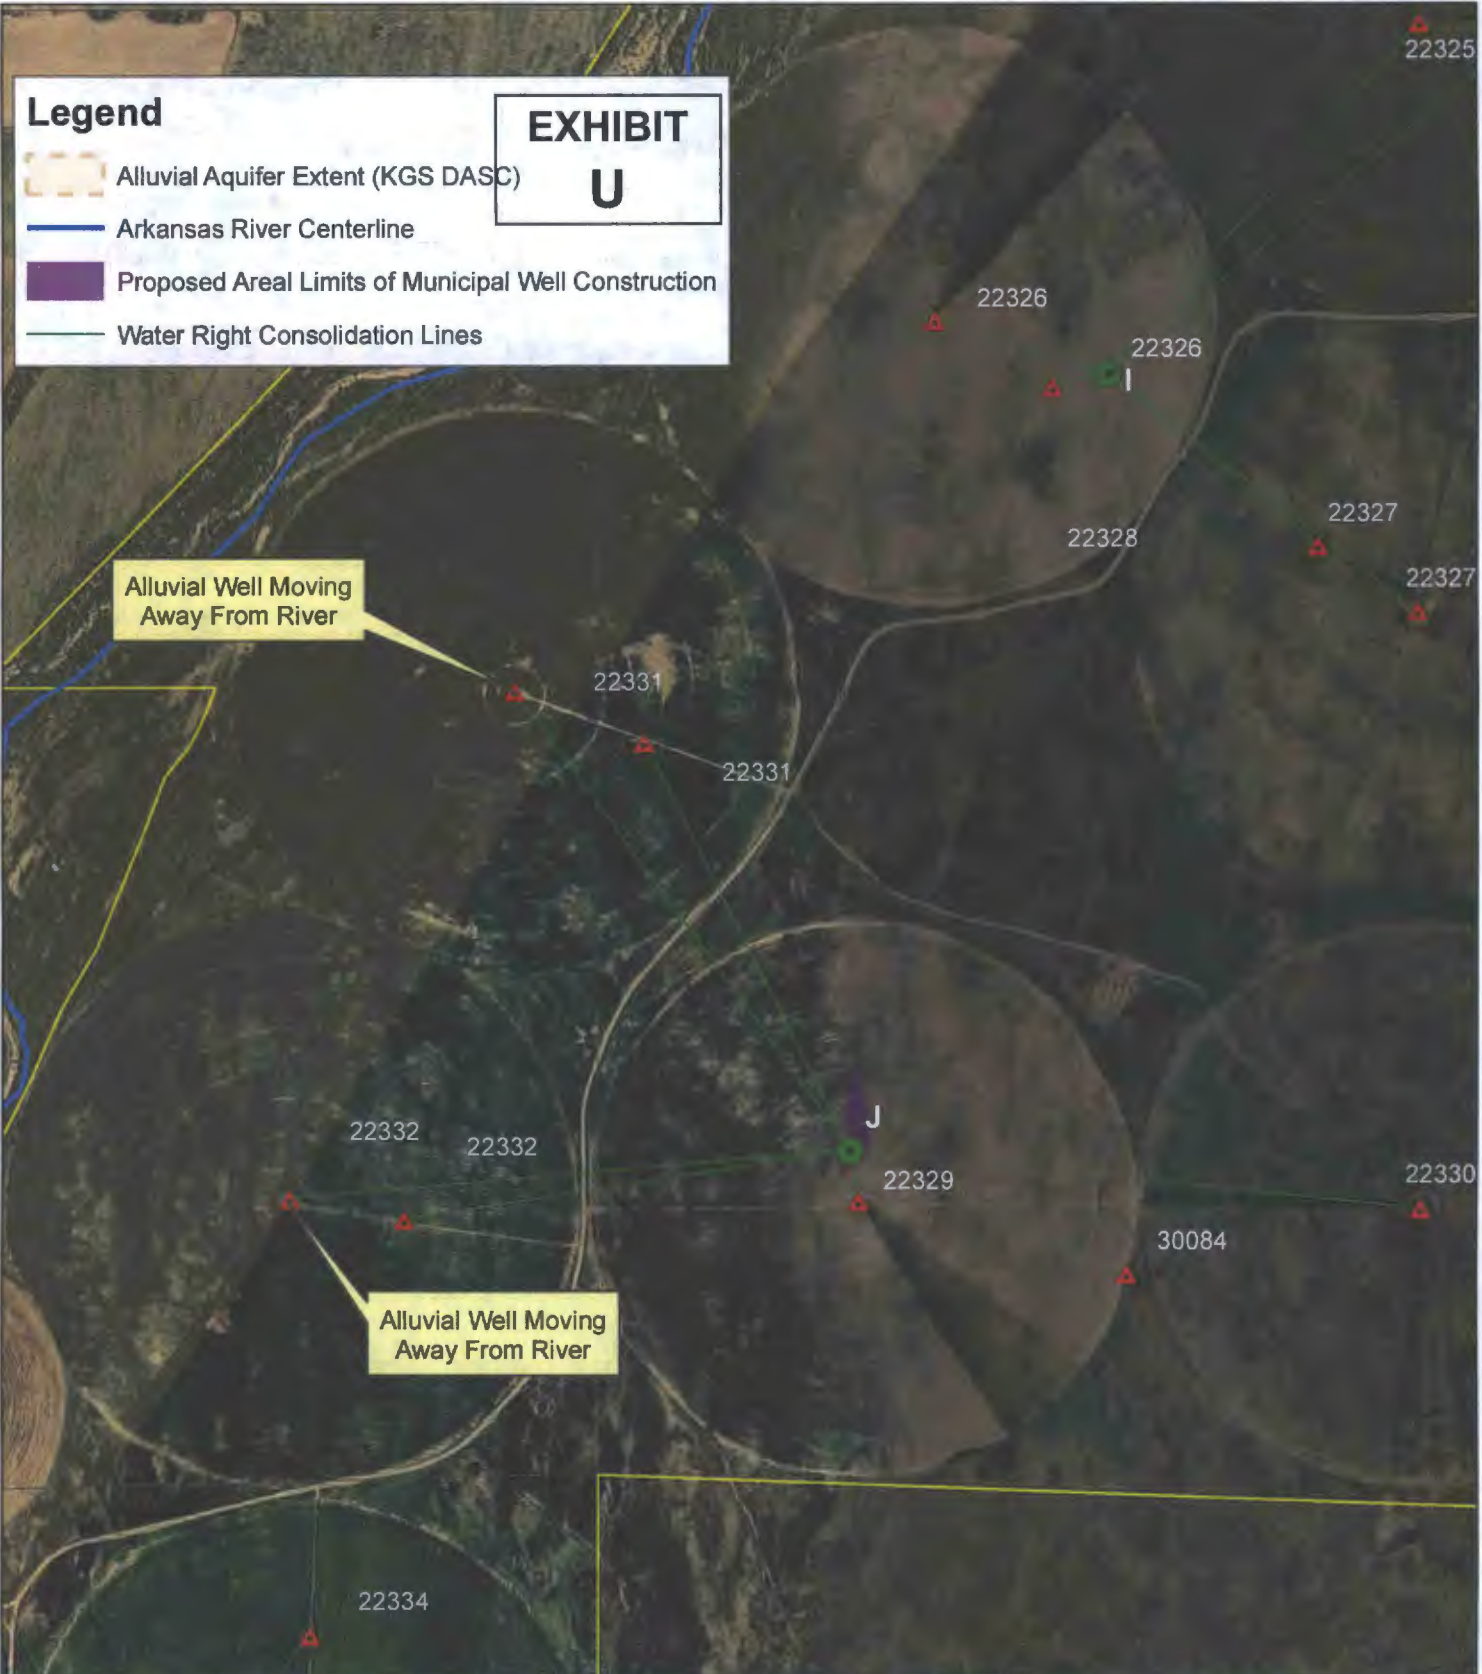 Legend
EXHIBIT
U
Alluvial Aquifer Extent (KGS DASC)
Arkansas River Centerline
Proposed Areal Limits of Municipal Well Construction
Water Right Consolidation Lines
22325
22326
22326
I
22327
22328
22327
Alluvial Well Moving
Away From River
22331
22331
J
22332
22332
22329
22330
30084
Alluvial Well Moving
Away From River
22334